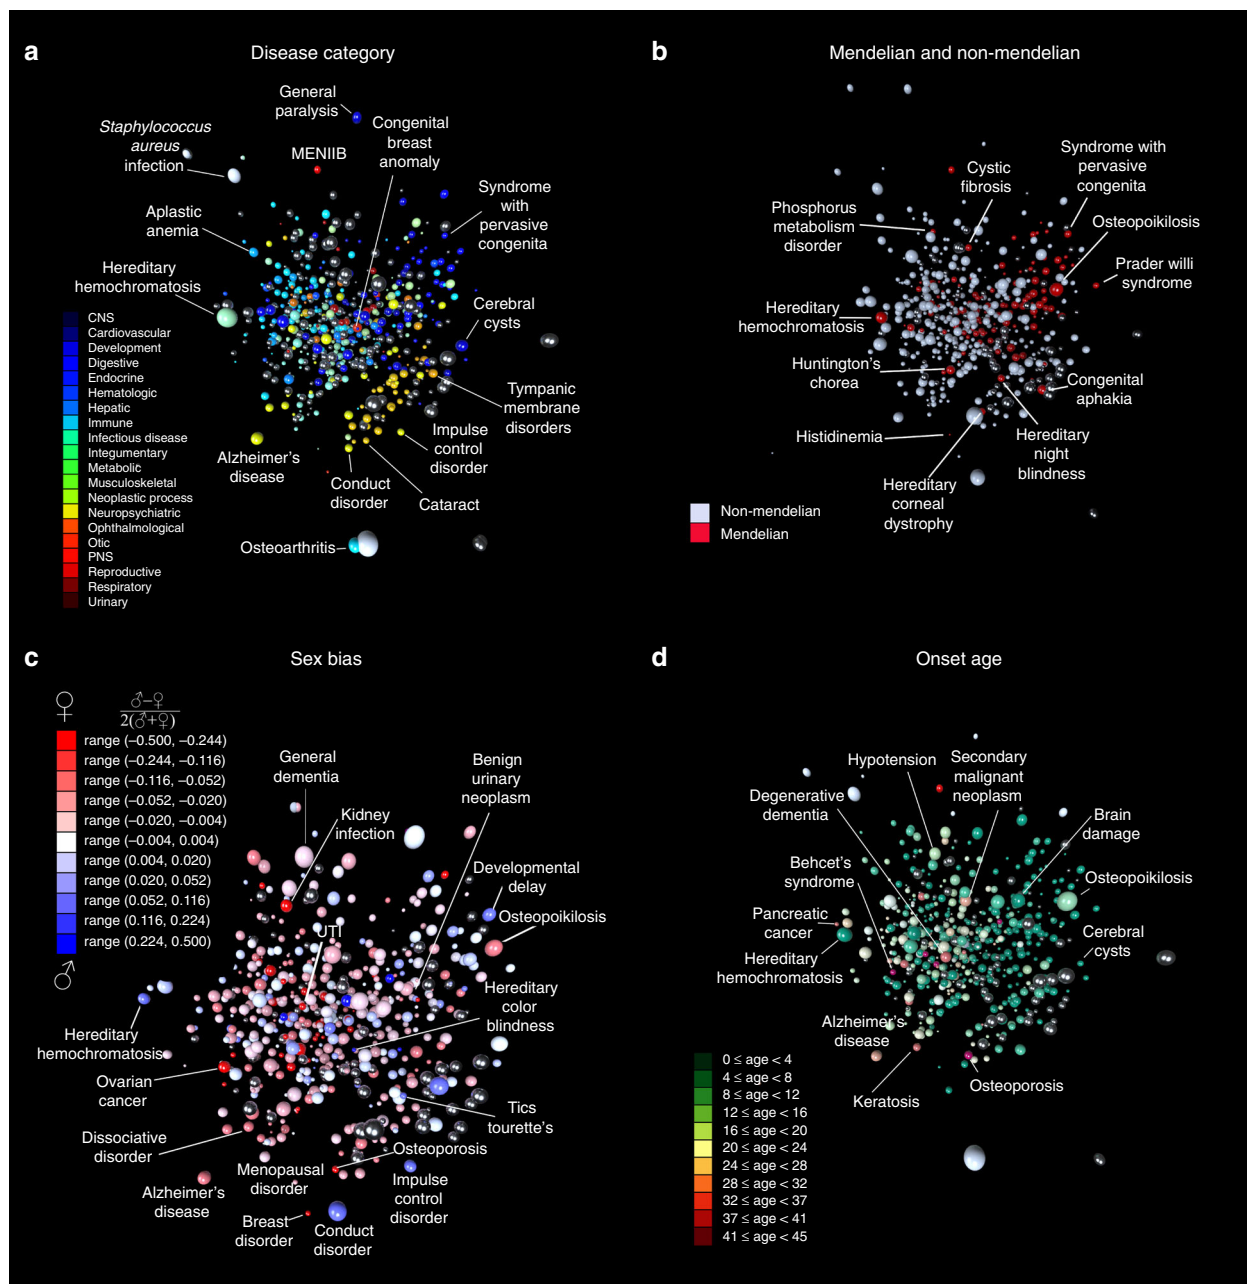 a
Disease category
General
paralysis
Staphylococcus
aureus
infection
Congenital
breast
anomaly
MENIIB
Syndrome
with
pervasive
congenita
Aplastic
anemia
Hereditary
hemochromatosis
Cerebral
cysts
CNS
Cardiovascular
Development
Digestive
Endocrine
Hematologic
Hepatic
Immune
Infectious disease
Integumentary
Metabolic
Musculoskeletal
Neoplastic process
Neuropsychiatric
Ophthalmological
Otic
PNS
Reproductive
Respiratory
Urinary
Tympanic
membrane
disorders
Impulse
control
disorder
Alzheimer's
disease
Conduct
disorder
Cataract
Osteoarthritis
b
Mendelian and non-mendelian
Cystic
fibrosis
Syndrome with
pervasive
congenita
Phosphorus
metabolism
disorder
Osteopoikilosis
Prader willi
syndrome
Hereditary
hemochromatosis
Huntington's
chorea
Congenital
aphakia
Histidinemia
Hereditary
night
blindness
Hereditary
corneal
dystrophy
Non-mendelian
Mendelian
c
Sex bias
♀
♂−♀
2(♂+♀)
range (−0.500, −0.244)
range (−0.244, −0.116)
range (−0.116, −0.052)
range (−0.052, −0.020)
range (−0.020, −0.004)
range (−0.004, 0.004)
range (0.004, 0.020)
range (0.020, 0.052)
range (0.052, 0.116)
range (0.116, 0.224)
range (0.224, 0.500)
♂
General
dementia
Kidney
infection
Benign
urinary
neoplasm
Developmental
delay
Osteopoikilosis
UTI
Hereditary
color
blindness
Hereditary
hemochromatosis
Ovarian
cancer
Tics
tourette's
Dissociative
disorder
Osteoporosis
Menopausal
disorder
Impulse
control
disorder
Alzheimer's
disease
Breast
disorder
Conduct
disorder
d
Onset age
Hypotension
Secondary
malignant
neoplasm
Degenerative
dementia
Brain
damage
Behcet's
syndrome
Osteopoikilosis
Pancreatic
cancer
Cerebral
cysts
Hereditary
hemochromatosis
Alzheimer's
disease
Osteoporosis
Keratosis
0 ≤ age < 4
4 ≤ age < 8
8 ≤ age < 12
12 ≤ age < 16
16 ≤ age < 20
20 ≤ age < 24
24 ≤ age < 28
28 ≤ age < 32
32 ≤ age < 37
37 ≤ age < 41
41 ≤ age < 45